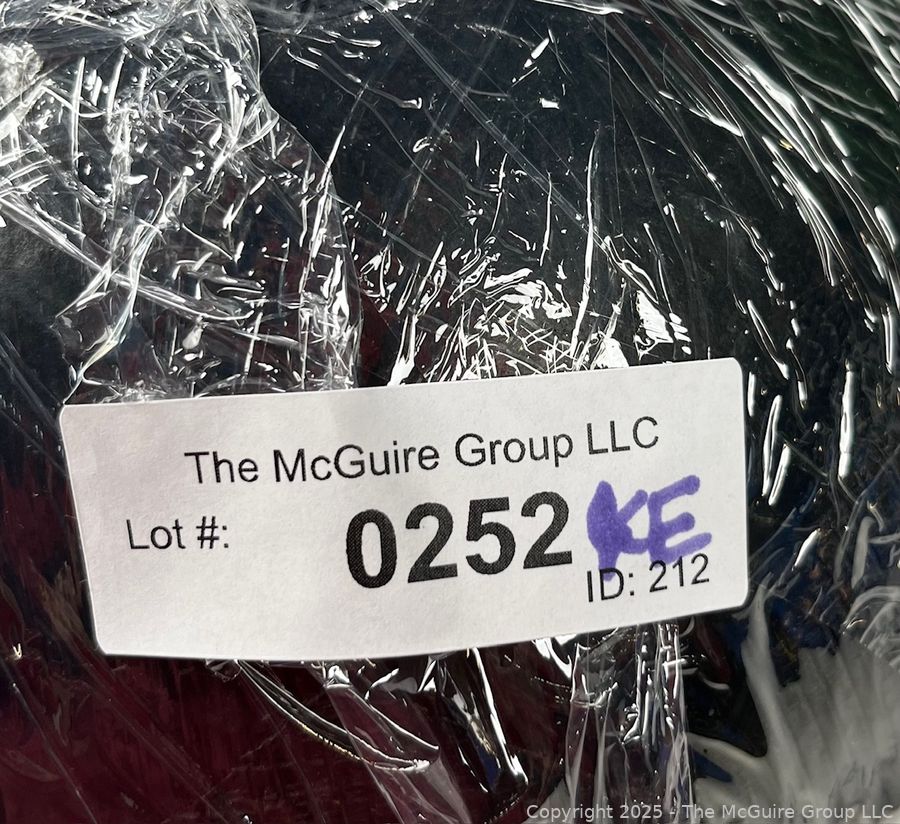 The McGuire Group LLC
Lot #: 0252 KE
ID: 212
Copyright 2025 - The McGuire Group LLC